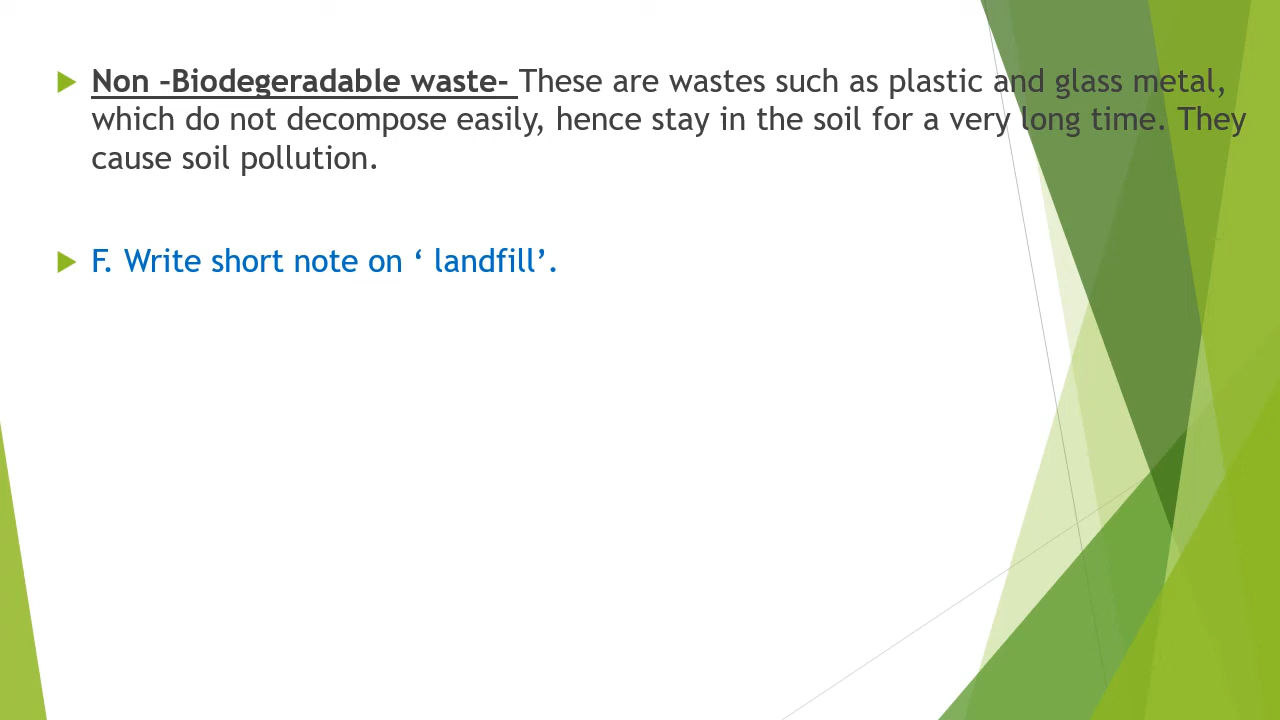 Non –Biodegeradable waste- These are wastes such as plastic and glass metal,
which do not decompose easily, hence stay in the soil for a very long time. They
cause soil pollution.
F. Write short note on ‘ landfill’.